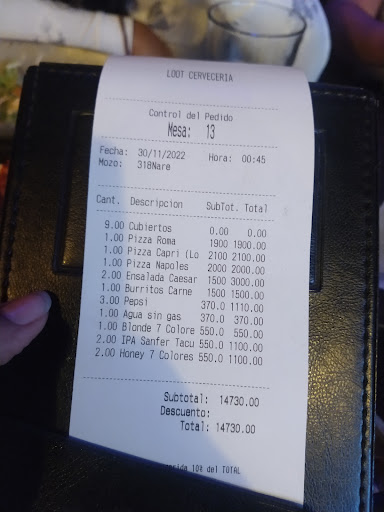 LODT CERVECERIA
Control del Pedido
Mesa: 13
Fecha: 30/11/2022 Hora: 00:45
Mozo: 318Nara
Cant. Descripcion SubTot. Total
9.00 Cubiertos 0.00 0.00
1.00 Pizza Roma 1900 1900.00
1.00 Pizza Capri (Lo 2100 2100.00
1.00 Pizza Napoles 2000 2000.00
2.00 Ensalada Caesar 1500 3000.00
1.00 Burritos Carne 1500 1500.00
3.00 Pepsi 370.0 1110.00
1.00 Agua sin gas 370.0 370.00
1.00 Blonde 7 Colore 550.0 550.00
2.00 IPA Sanfer Tacu 550.0 1100.00
2.00 Honey 7 Colores 550.0 1100.00
Subtotal: 14730.00
Descuento:
Total: 14730.00
10% del TOTAL